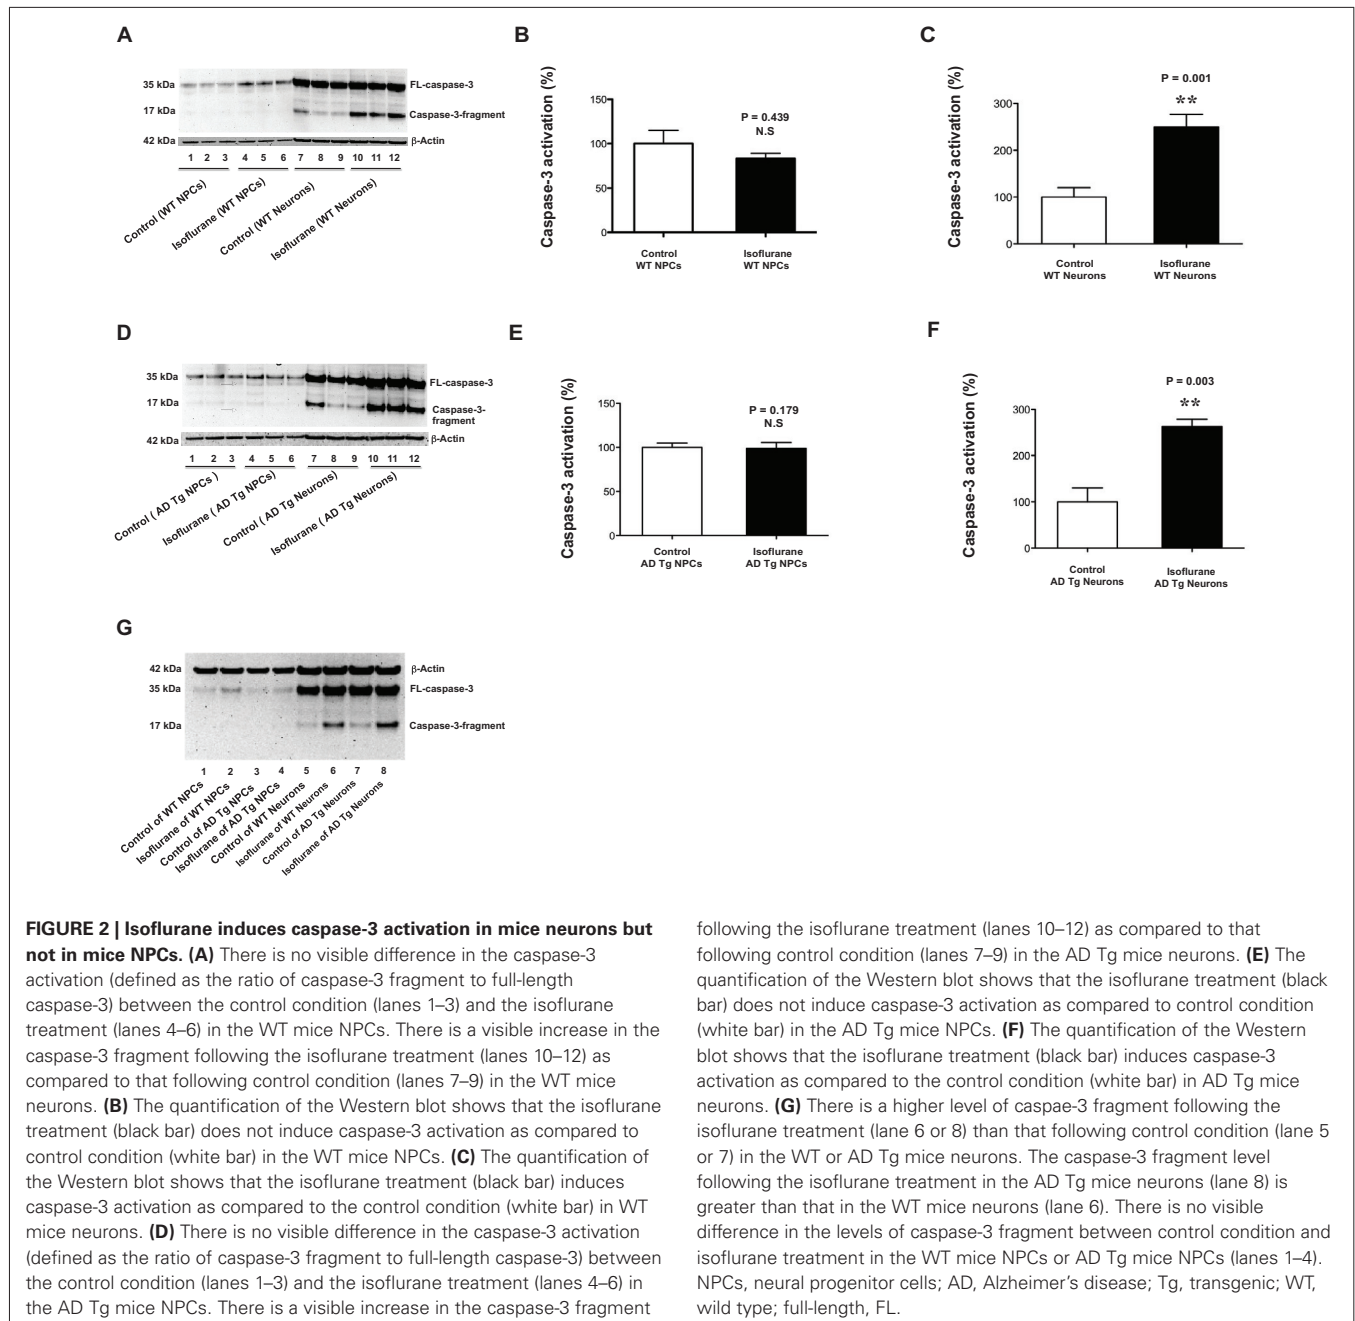 A
35 kDa
FL-caspase-3
17 kDa
Caspase-3-fragment
42 kDa
β-Actin
1 2 3 4 5 6 7 8 9 10 11 12
Control (WT NPCs)
Isoflurane (WT NPCs)
Control (WT Neurons)
Isoflurane (WT Neurons)
B
Caspase-3 activation (%)
150
100
50
0
P = 0.439
N.S
Control
WT NPCs
Isoflurane
WT NPCs
C
Caspase-3 activation (%)
300
200
100
0
P = 0.001
**
Control
WT Neurons
Isoflurane
WT Neurons
D
35 kDa
FL-caspase-3
17 kDa
Caspase-3-
fragment
42 kDa
β-Actin
1 2 3 4 5 6 7 8 9 10 11 12
Control ( AD Tg NPCs )
Isoflurane ( AD Tg NPCs)
Control ( AD Tg Neurons)
Isoflurane ( AD Tg Neurons)
E
Caspase-3 activation (%)
150
100
50
0
P = 0.179
N.S
Control
AD Tg NPCs
Isoflurane
AD Tg NPCs
F
Caspase-3 activation (%)
300
200
100
0
P = 0.003
**
Control
AD Tg Neurons
Isoflurane
AD Tg Neurons
G
42 kDa
β-Actin
35 kDa
FL-caspase-3
17 kDa
Caspase-3-fragment
1 2 3 4 5 6 7 8
Control of WT NPCs
Isoflurane of WT NPCs
Control of AD Tg NPCs
Isoflurane of AD Tg NPCs
Control of WT Neurons
Isoflurane of WT Neurons
Control of AD Tg Neurons
Isoflurane of AD Tg Neurons
FIGURE 2 | Isoflurane induces caspase-3 activation in mice neurons but
not in mice NPCs. (A) There is no visible difference in the caspase-3
activation (defined as the ratio of caspase-3 fragment to full-length
caspase-3) between the control condition (lanes 1–3) and the isoflurane
treatment (lanes 4–6) in the WT mice NPCs. There is a visible increase in the
caspase-3 fragment following the isoflurane treatment (lanes 10–12) as
compared to that following control condition (lanes 7–9) in the WT mice
neurons. (B) The quantification of the Western blot shows that the isoflurane
treatment (black bar) does not induce caspase-3 activation as compared to
control condition (white bar) in the WT mice NPCs. (C) The quantification of
the Western blot shows that the isoflurane treatment (black bar) induces
caspase-3 activation as compared to the control condition (white bar) in WT
mice neurons. (D) There is no visible difference in the caspase-3 activation
(defined as the ratio of caspase-3 fragment to full-length caspase-3) between
the control condition (lanes 1–3) and the isoflurane treatment (lanes 4–6) in
the AD Tg mice NPCs. There is a visible increase in the caspase-3 fragment
following the isoflurane treatment (lanes 10–12) as compared to that
following control condition (lanes 7–9) in the AD Tg mice neurons. (E) The
quantification of the Western blot shows that the isoflurane treatment (black
bar) does not induce caspase-3 activation as compared to control condition
(white bar) in the AD Tg mice NPCs. (F) The quantification of the Western
blot shows that the isoflurane treatment (black bar) induces caspase-3
activation as compared to the control condition (white bar) in AD Tg mice
neurons. (G) There is a higher level of caspae-3 fragment following the
isoflurane treatment (lane 6 or 8) than that following control condition (lane 5
or 7) in the WT or AD Tg mice neurons. The caspase-3 fragment level
following the isoflurane treatment in the AD Tg mice neurons (lane 8) is
greater than that in the WT mice neurons (lane 6). There is no visible
difference in the levels of caspase-3 fragment between control condition and
isoflurane treatment in the WT mice NPCs or AD Tg mice NPCs (lanes 1–4).
NPCs, neural progenitor cells; AD, Alzheimer's disease; Tg, transgenic; WT,
wild type; full-length, FL.